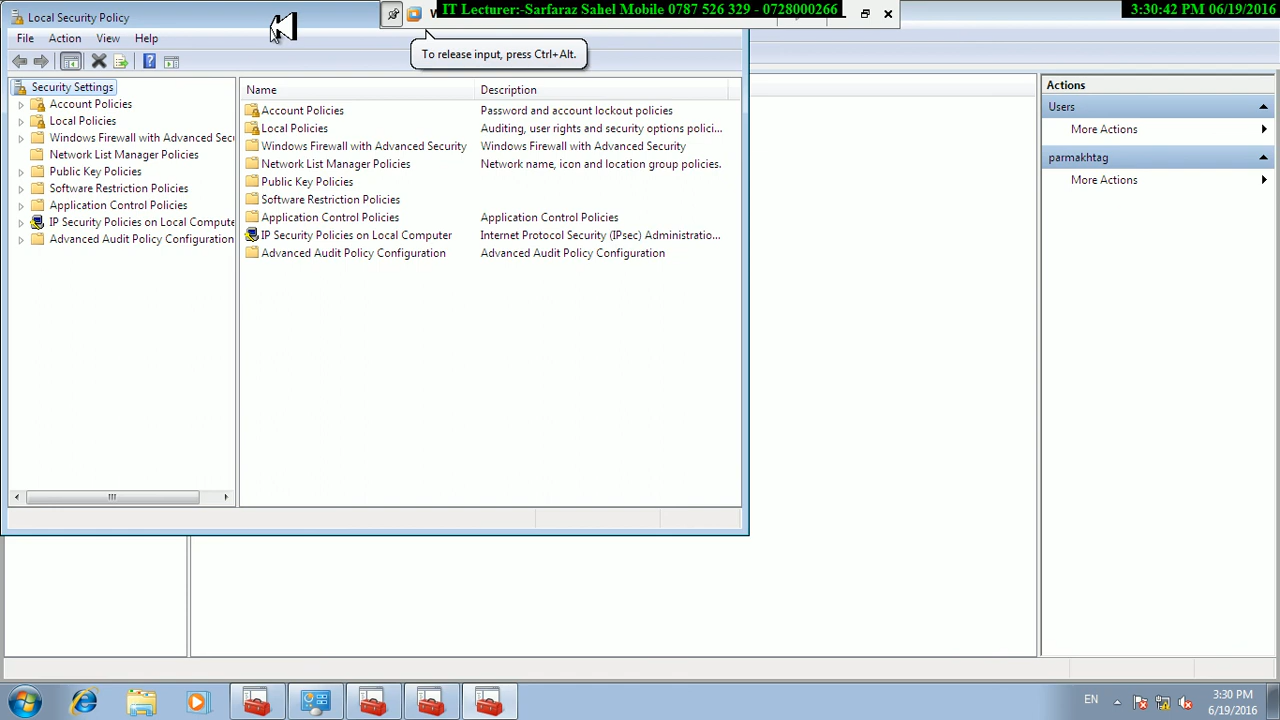 Local Security Policy
IT Lecturer:-Sarfaraz Sahel Mobile 0787 526 329 - 0728000266
3:30:42 PM 06/19/2016
To release input, press Ctrl+Alt.
File Action View Help
Security Settings
Account Policies
Local Policies
Windows Firewall with Advanced Secu
Network List Manager Policies
Public Key Policies
Software Restriction Policies
Application Control Policies
IP Security Policies on Local Compute
Advanced Audit Policy Configuration
Name Description
Account Policies Password and account lockout policies
Local Policies Auditing, user rights and security options polici...
Windows Firewall with Advanced Security Windows Firewall with Advanced Security
Network List Manager Policies Network name, icon and location group policies.
Public Key Policies
Software Restriction Policies
Application Control Policies Application Control Policies
IP Security Policies on Local Computer Internet Protocol Security (IPsec) Administratio...
Advanced Audit Policy Configuration Advanced Audit Policy Configuration
Actions
Users
More Actions
parmakhtag
More Actions
EN
3:30 PM
6/19/2016